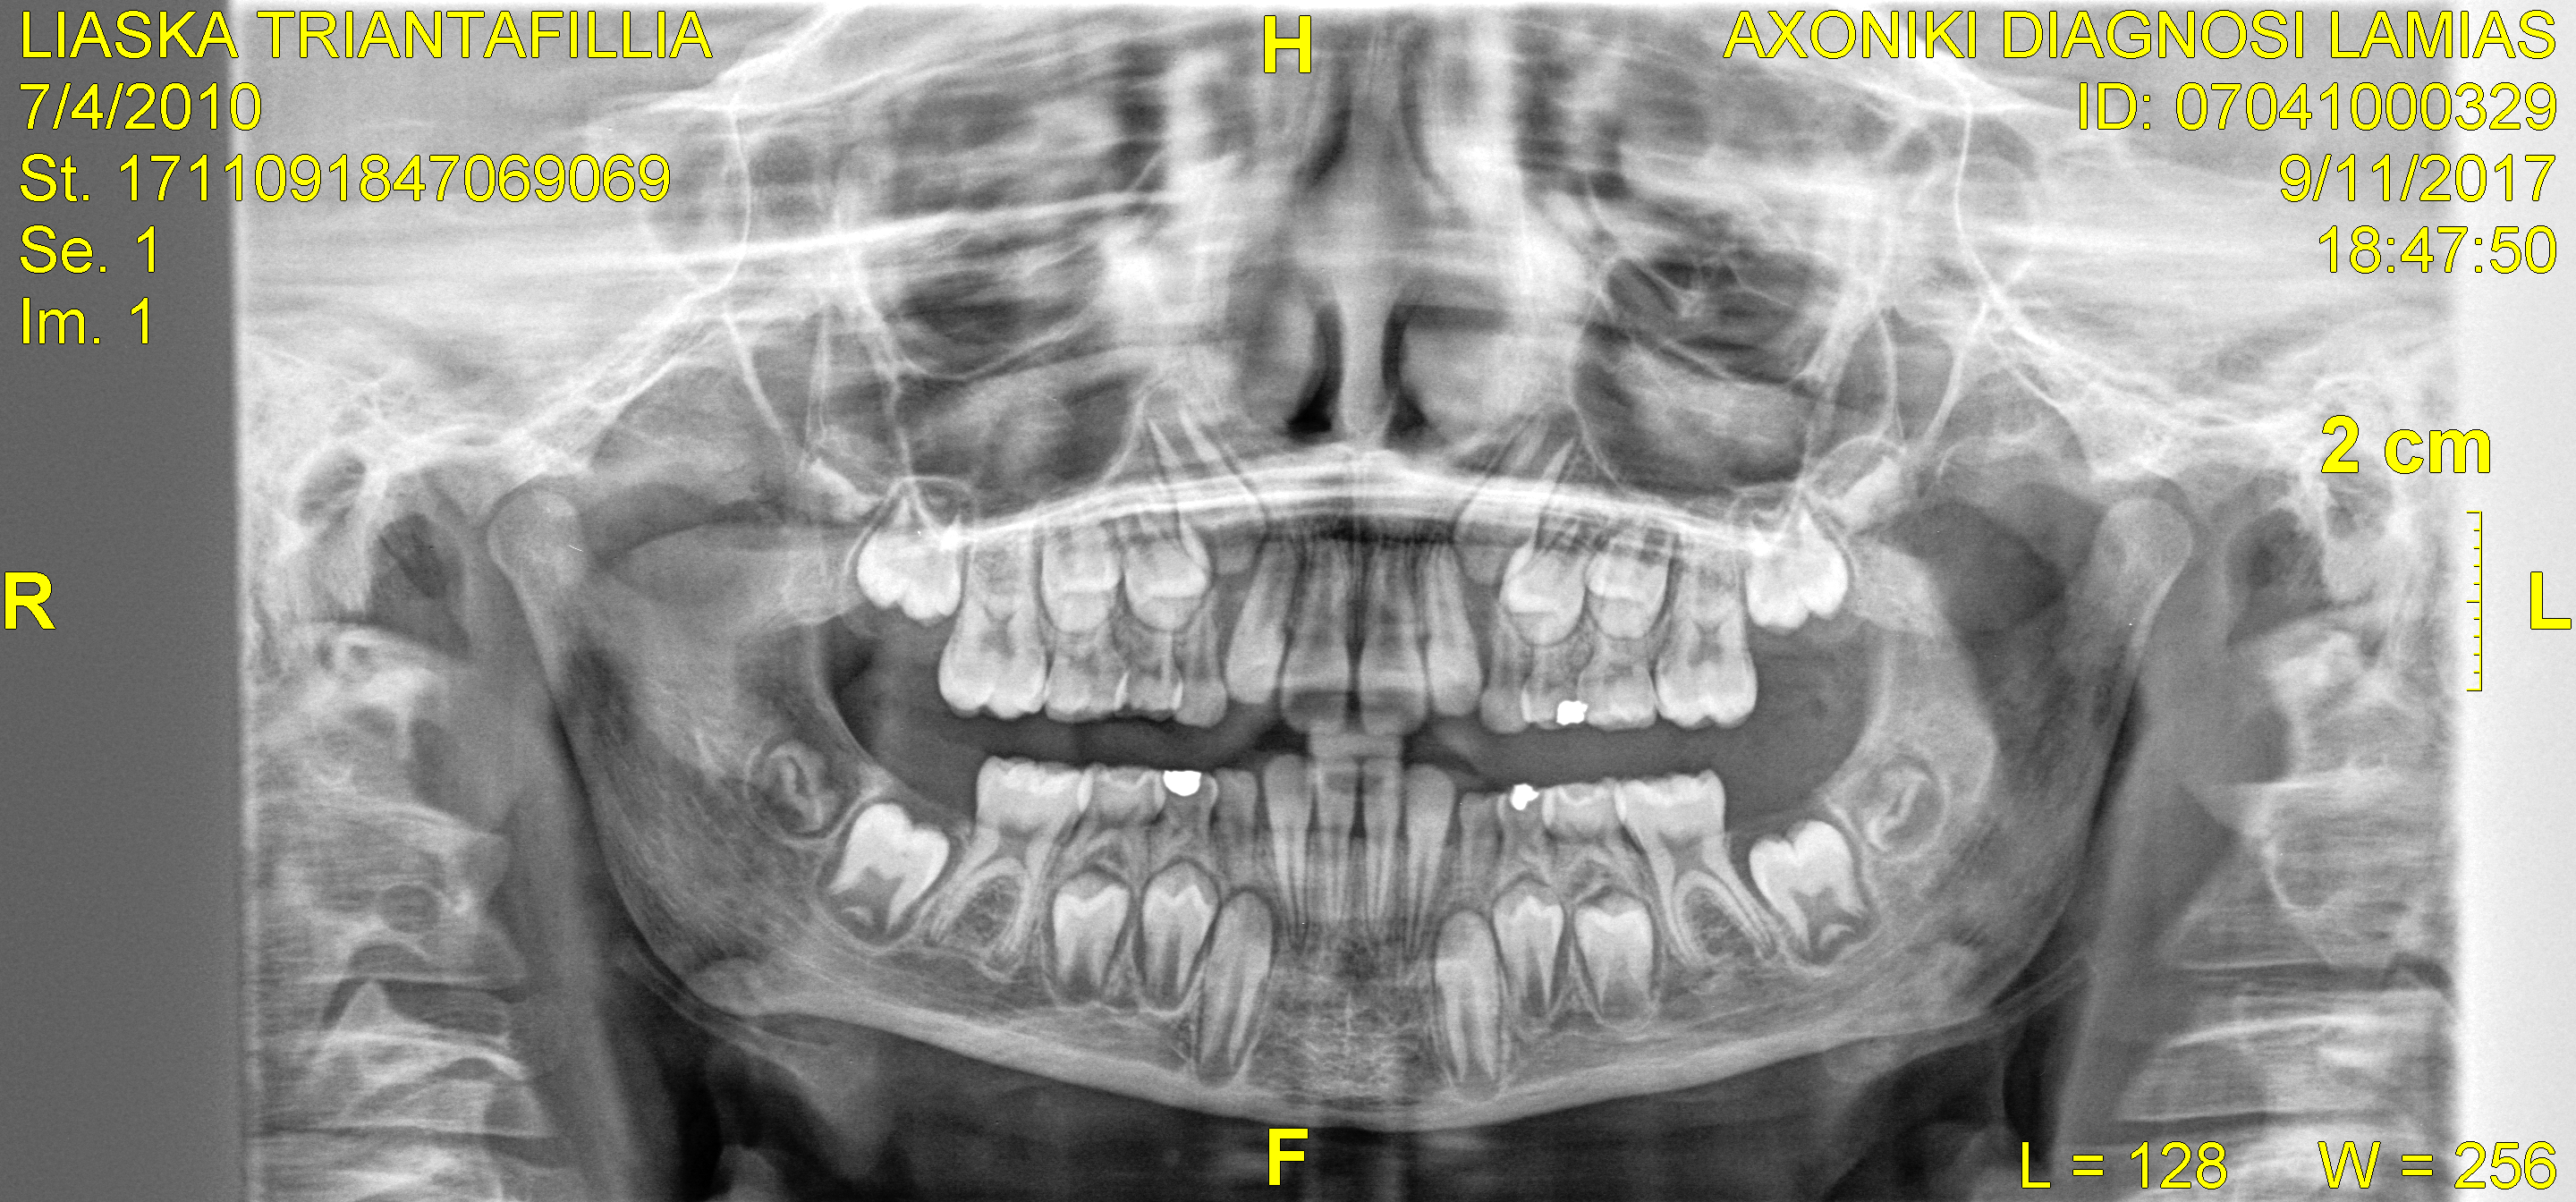 LIASKA TRIANTAFILLIA
7/4/2010
St. 1711091847069069
Se. 1
Im. 1
H
AXONIKI DIAGNOSI LAMIAS
ID: 07041000329
9/11/2017
18:47:50
2 cm
R
L
F
L = 128 W = 256